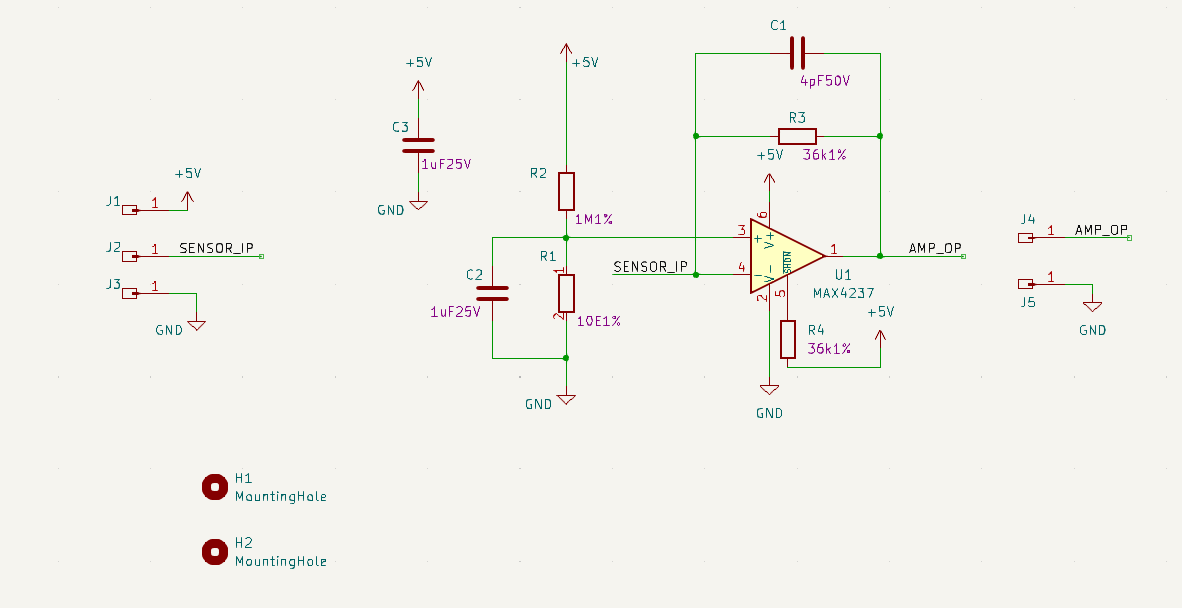 C1
4pF50V
+5V
+5V
C3
1uF25V
GND
R3
36k1%
+5V
R2
1M1%
J1
1
+5V
J2
1
SENSOR_IP
J3
1
GND
C2
1uF25V
R1
1
2
10E1%
GND
SENSOR_IP
3
4
6
2
5
1
+
-
V+
V-
SHDN
U1
MAX4237
AMP_OP
R4
36k1%
+5V
GND
J4
1
AMP_OP
1
J5
GND
H1
MountingHole
H2
MountingHole